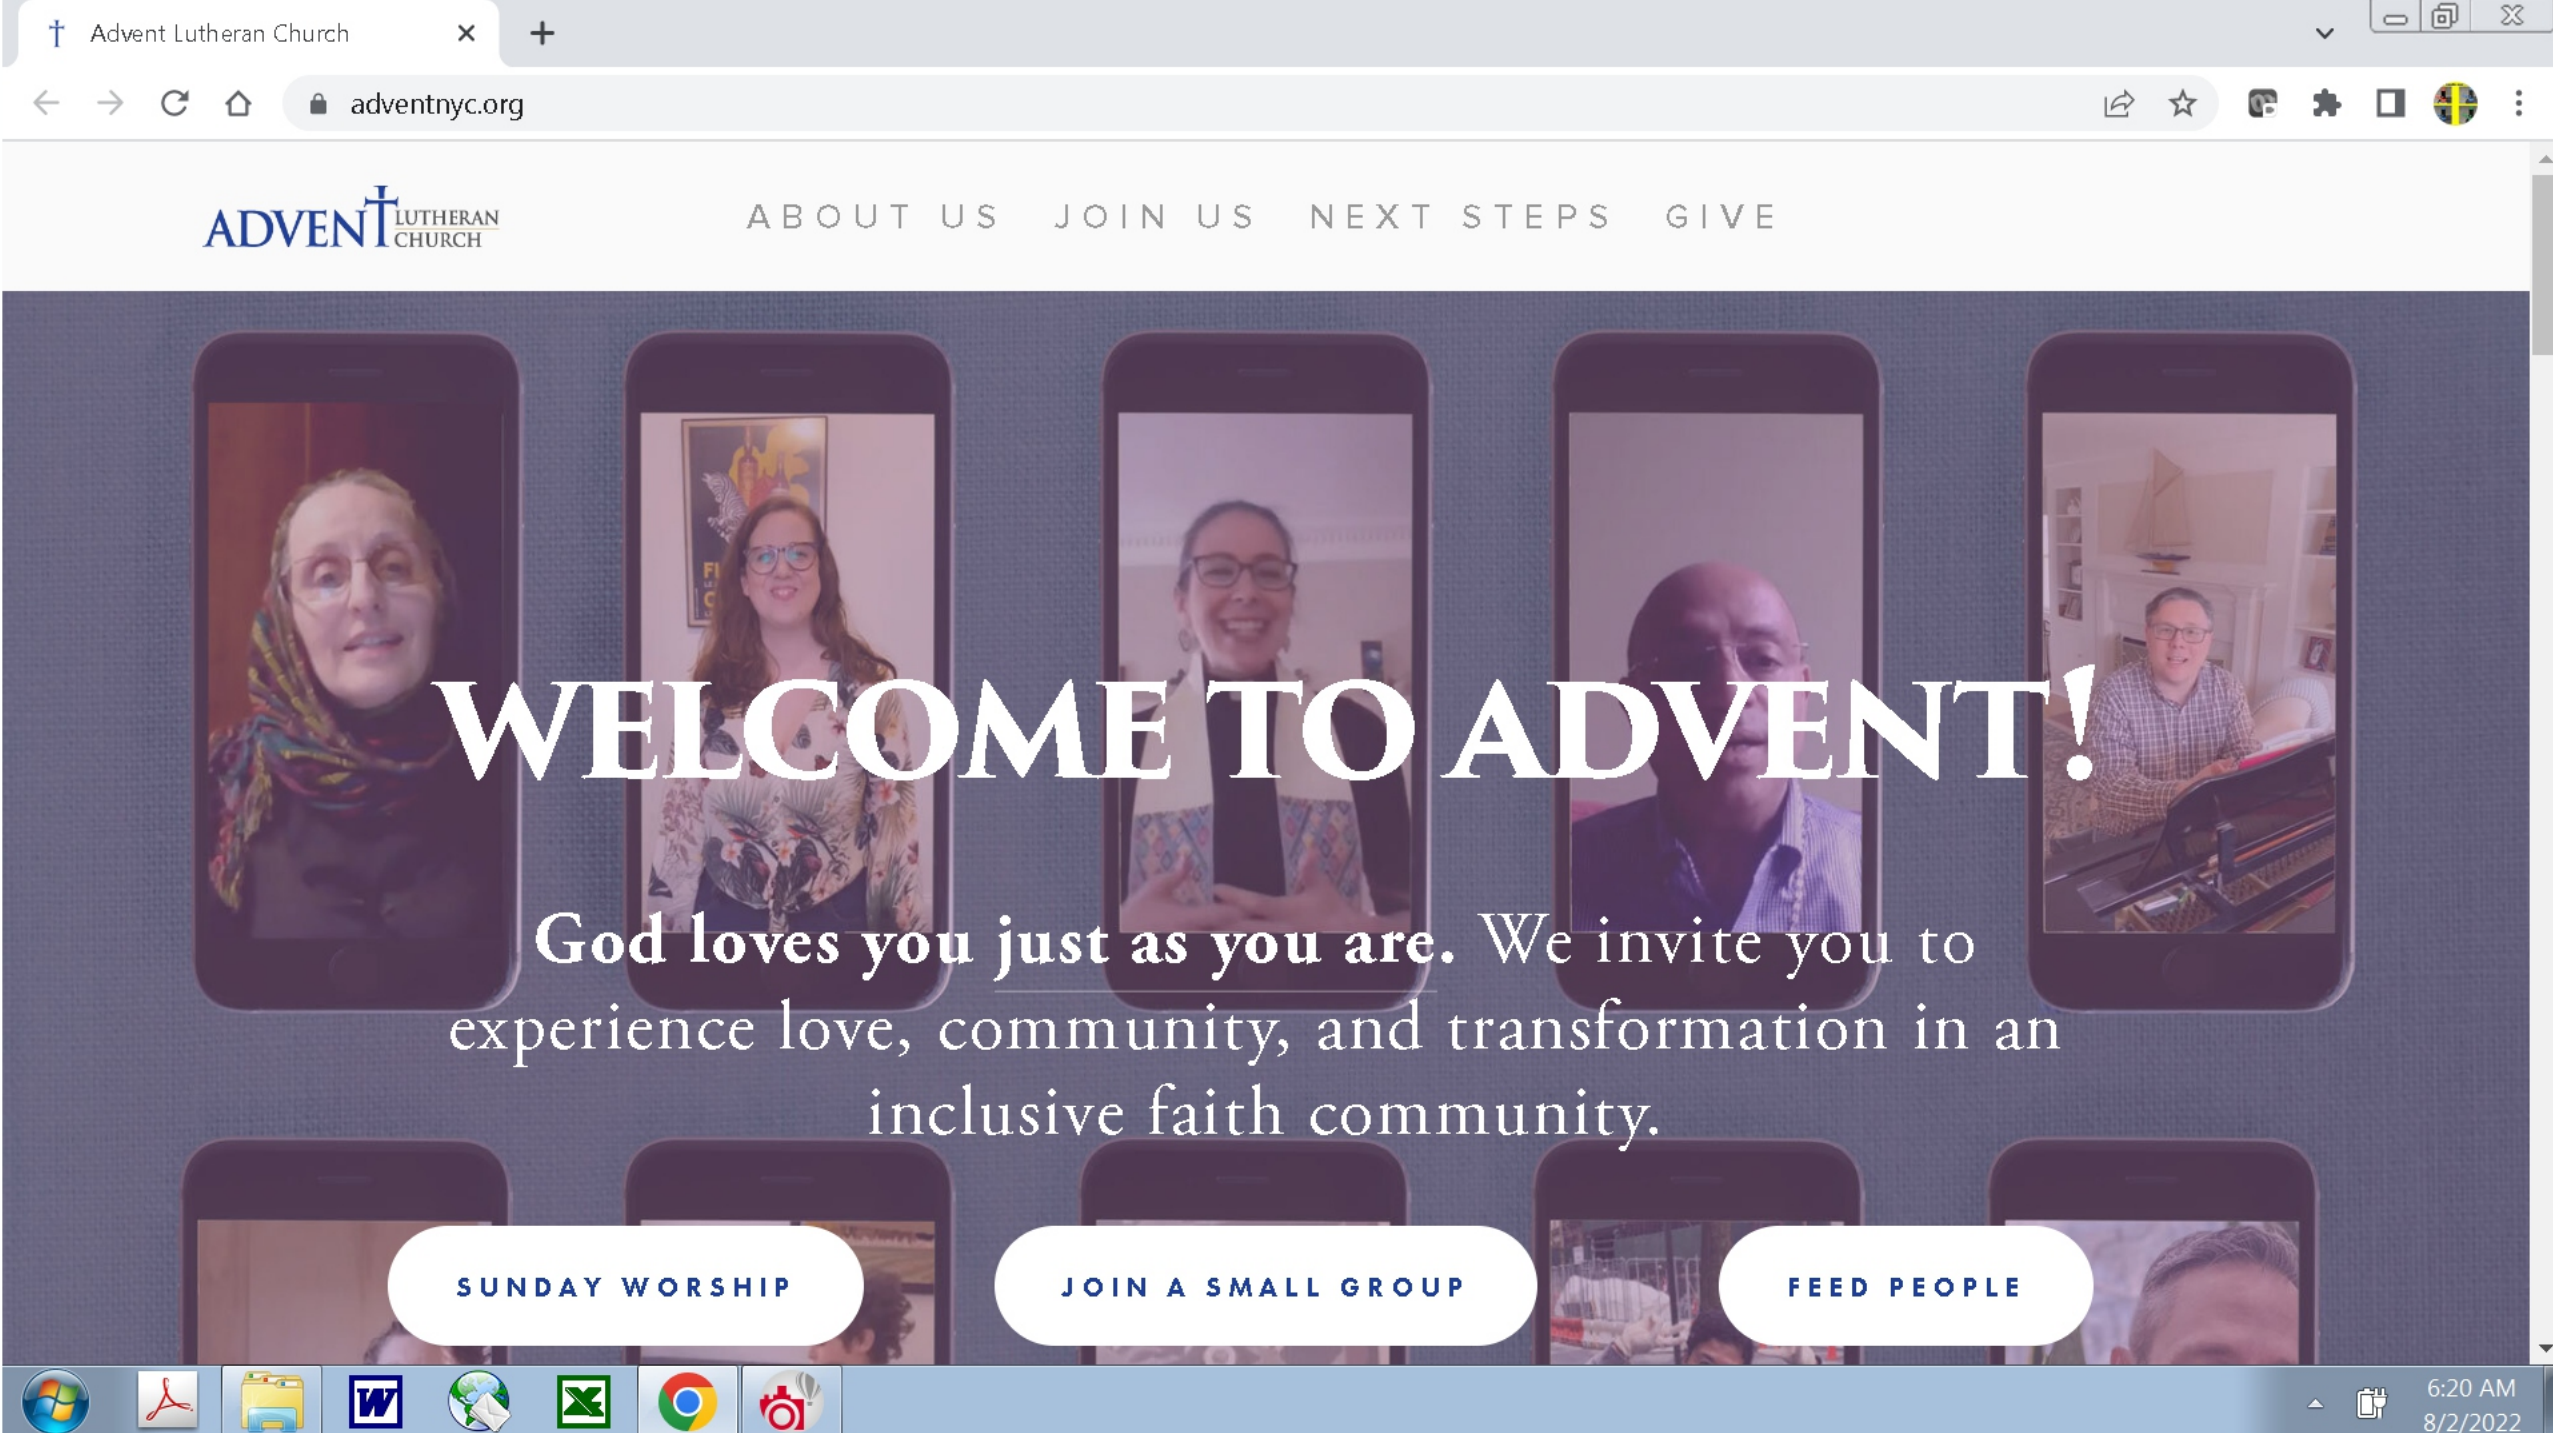 Advent Lutheran Church
adventnyc.org
ADVENT LUTHERAN
CHURCH
ABOUT US JOIN US NEXT STEPS GIVE
WELCOME TO ADVENT!
God loves you just as you are. We invite you to
experience love, community, and transformation in an
inclusive faith community.
SUNDAY WORSHIP JOIN A SMALL GROUP FEED PEOPLE
6:20 AM
8/2/2022